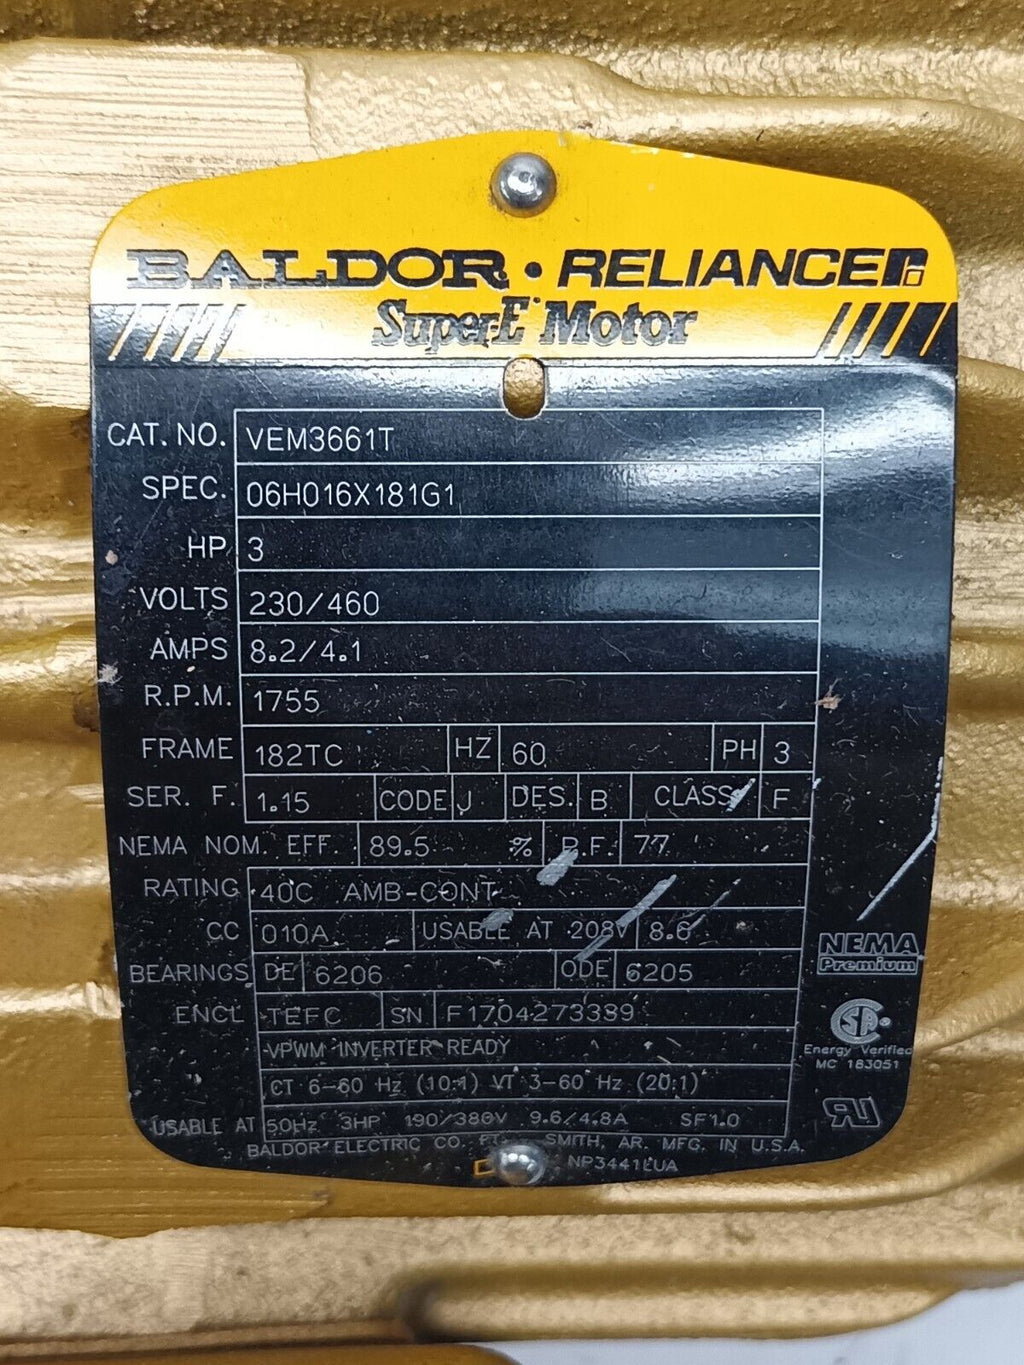 BALDOR • RELIANCE
SuperE Motor
CAT. NO. VEM3661T
SPEC. 06H016X181G1
HP 3
VOLTS 230/460
AMPS 8.2/4.1
R.P.M. 1755
FRAME 182TC HZ 60 PH 3
SER. F. 1.15 CODE J DES. B CLASS F
NEMA NOM. EFF. 89.5 % P.F. 77
RATING 40C AMB-CONT
CC 010A USABLE AT 208V 8.6
BEARINGS DE 6206 ODE 6205
NEMA
Premium
ENCL TEFC SN F1704273389
Energy Verified
MC 183051
VPWM INVERTER READY
CT 6-60 Hz (10:1) VT 3-60 Hz (20:1)
USABLE AT 50Hz 3HP 190/380V 9.6/4.8A SF1.0
BALDOR ELECTRIC CO. FT. SMITH, AR. MFG. IN U.S.A.
NP3441LUA